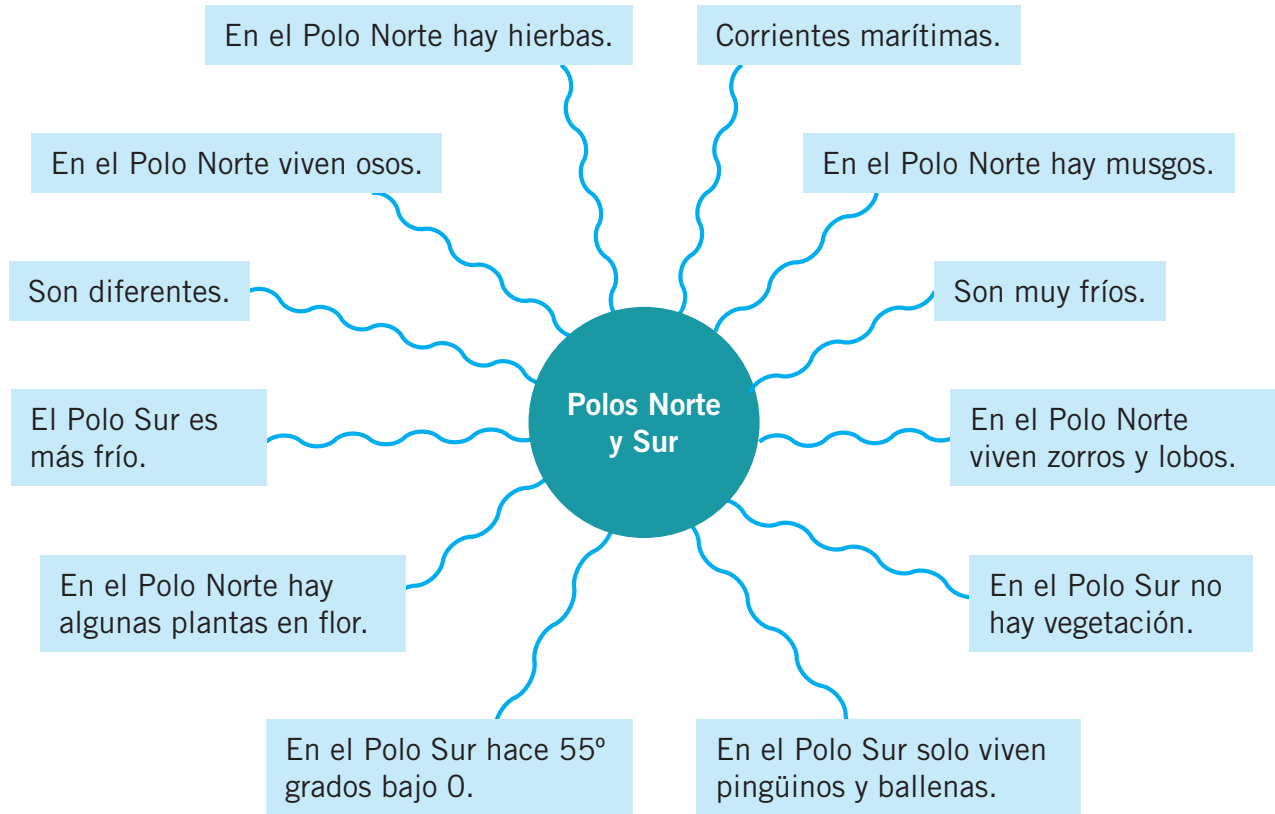 En el Polo Norte hay hierbas.
Corrientes marítimas.
En el Polo Norte viven osos.
En el Polo Norte hay musgos.
Son diferentes.
Son muy fríos.
El Polo Sur es
más frío.
Polos Norte
y Sur
En el Polo Norte
viven zorros y lobos.
En el Polo Norte hay
algunas plantas en flor.
En el Polo Sur no
hay vegetación.
En el Polo Sur hace 55º
grados bajo 0.
En el Polo Sur solo viven
pingüinos y ballenas.